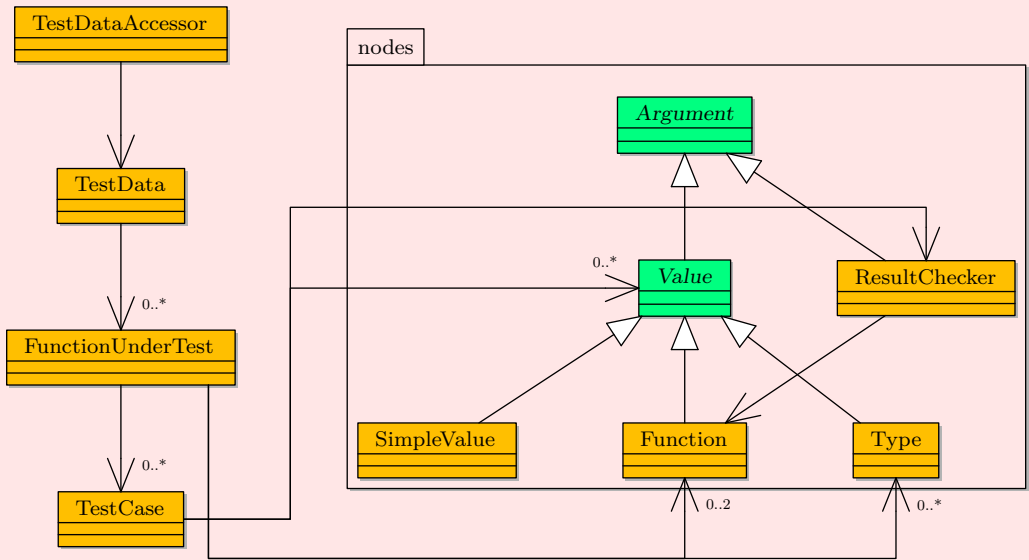 TestDataAccessor
nodes
Argument
TestData
0..*
Value
ResultChecker
0..*
FunctionUnderTest
SimpleValue
Function
Type
0..*
TestCase
0..2
0..*